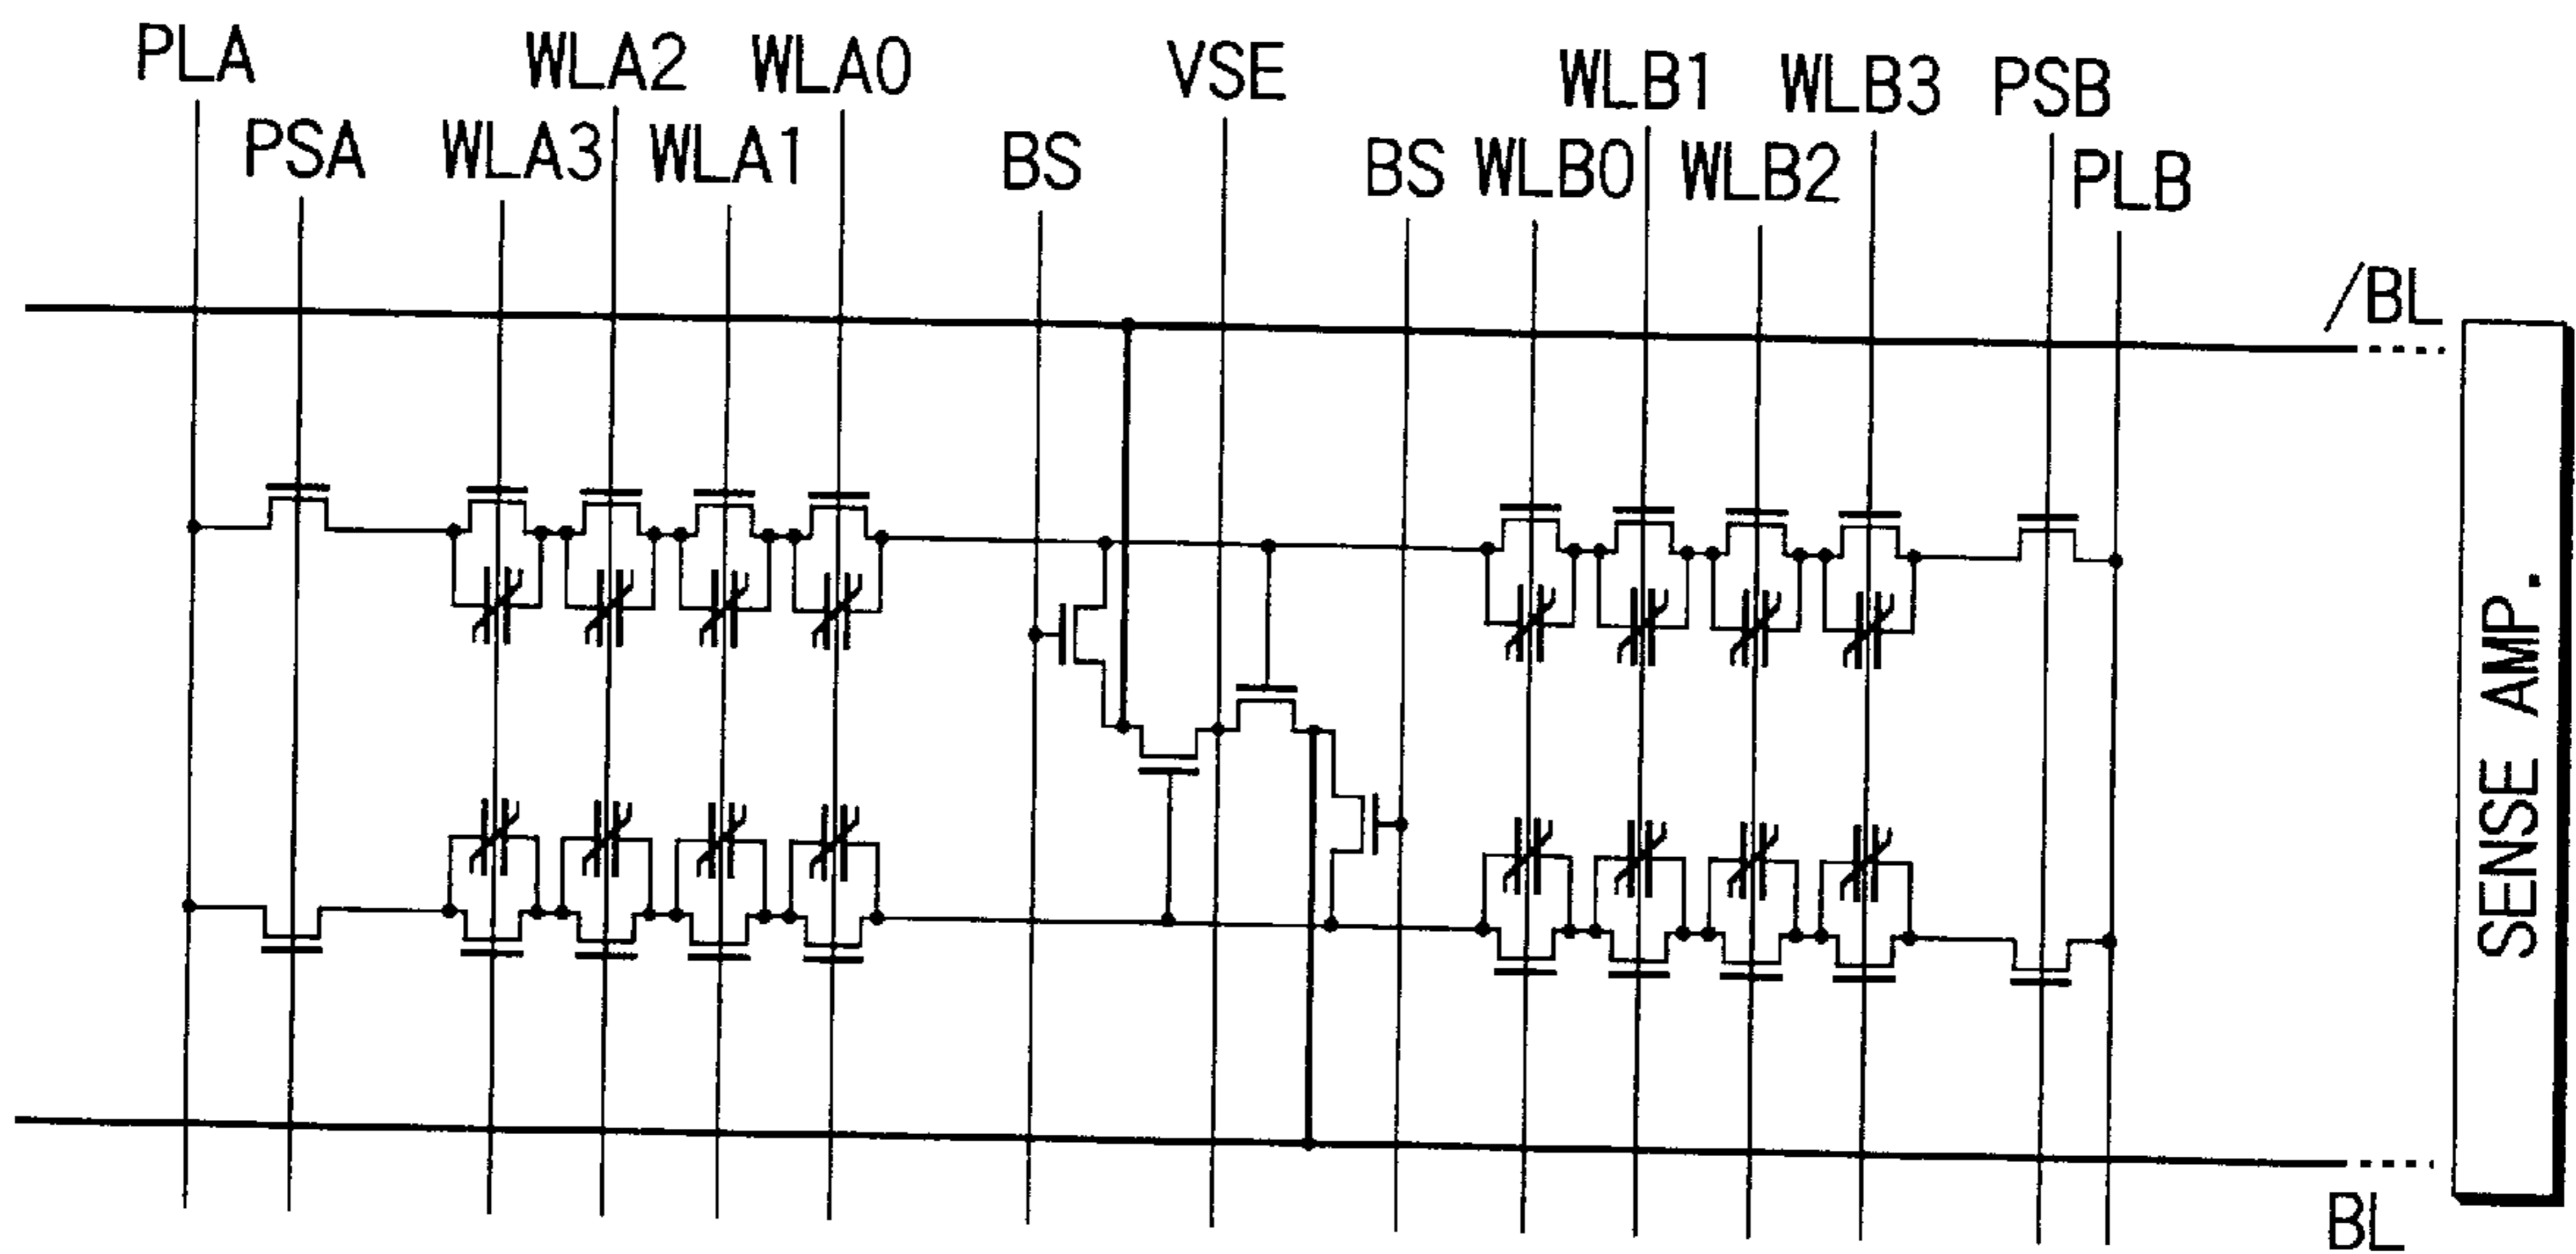 PLA
PSA
WLA3
WLA2
WLA1
WLA0
BS
VSE
BS
WLB0
WLB1
WLB2
WLB3
PSB
PLB
/BL
SENSE AMP.
BL